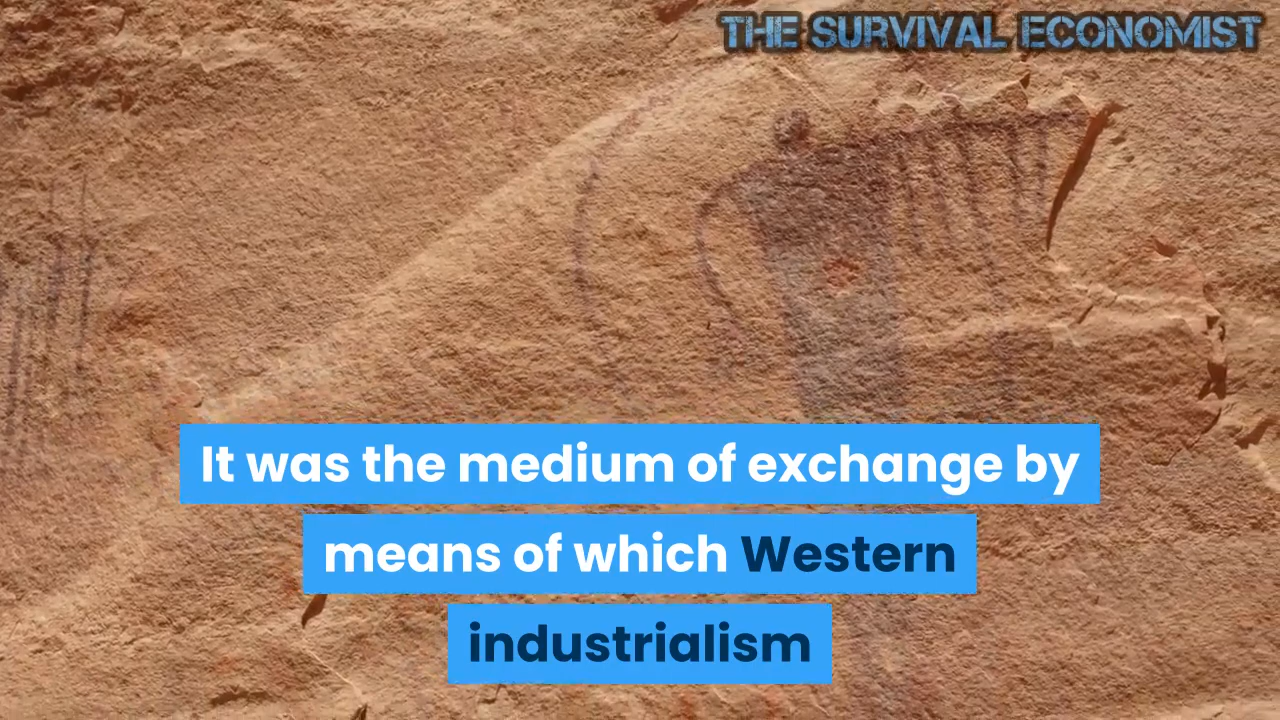 THE SURVIVAL ECONOMIST
It was the medium of exchange by
means of which Western
industrialism